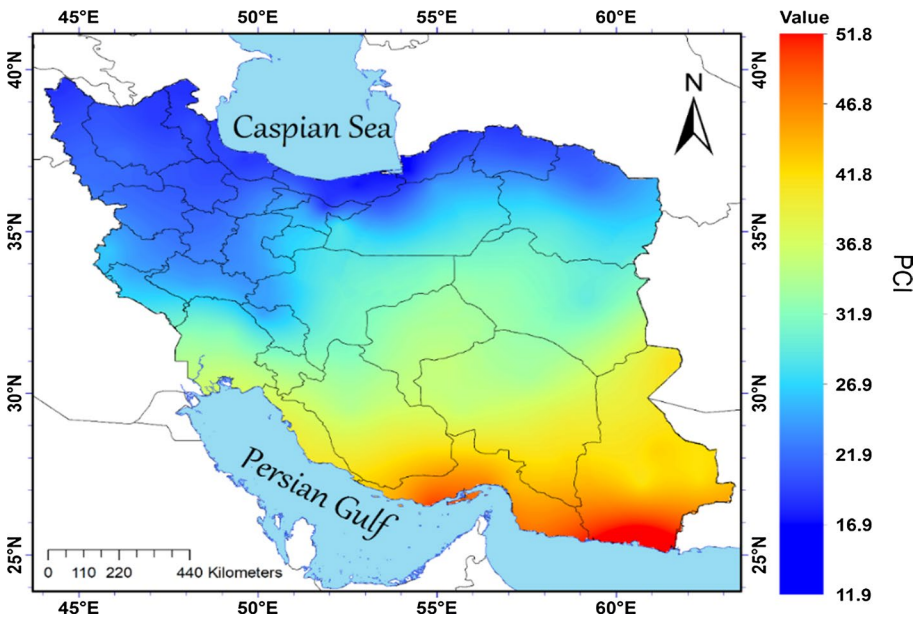 45°E 50°E 55°E 60°E
Value
40°N
40°N
N
Caspian Sea
35°N
35°N
30°N
30°N
Persian Gulf
25°N
25°N
0 110 220 440 Kilometers
45°E 50°E 55°E 60°E
51.8
46.8
41.8
36.8
31.9
26.9
21.9
16.9
11.9
PCI